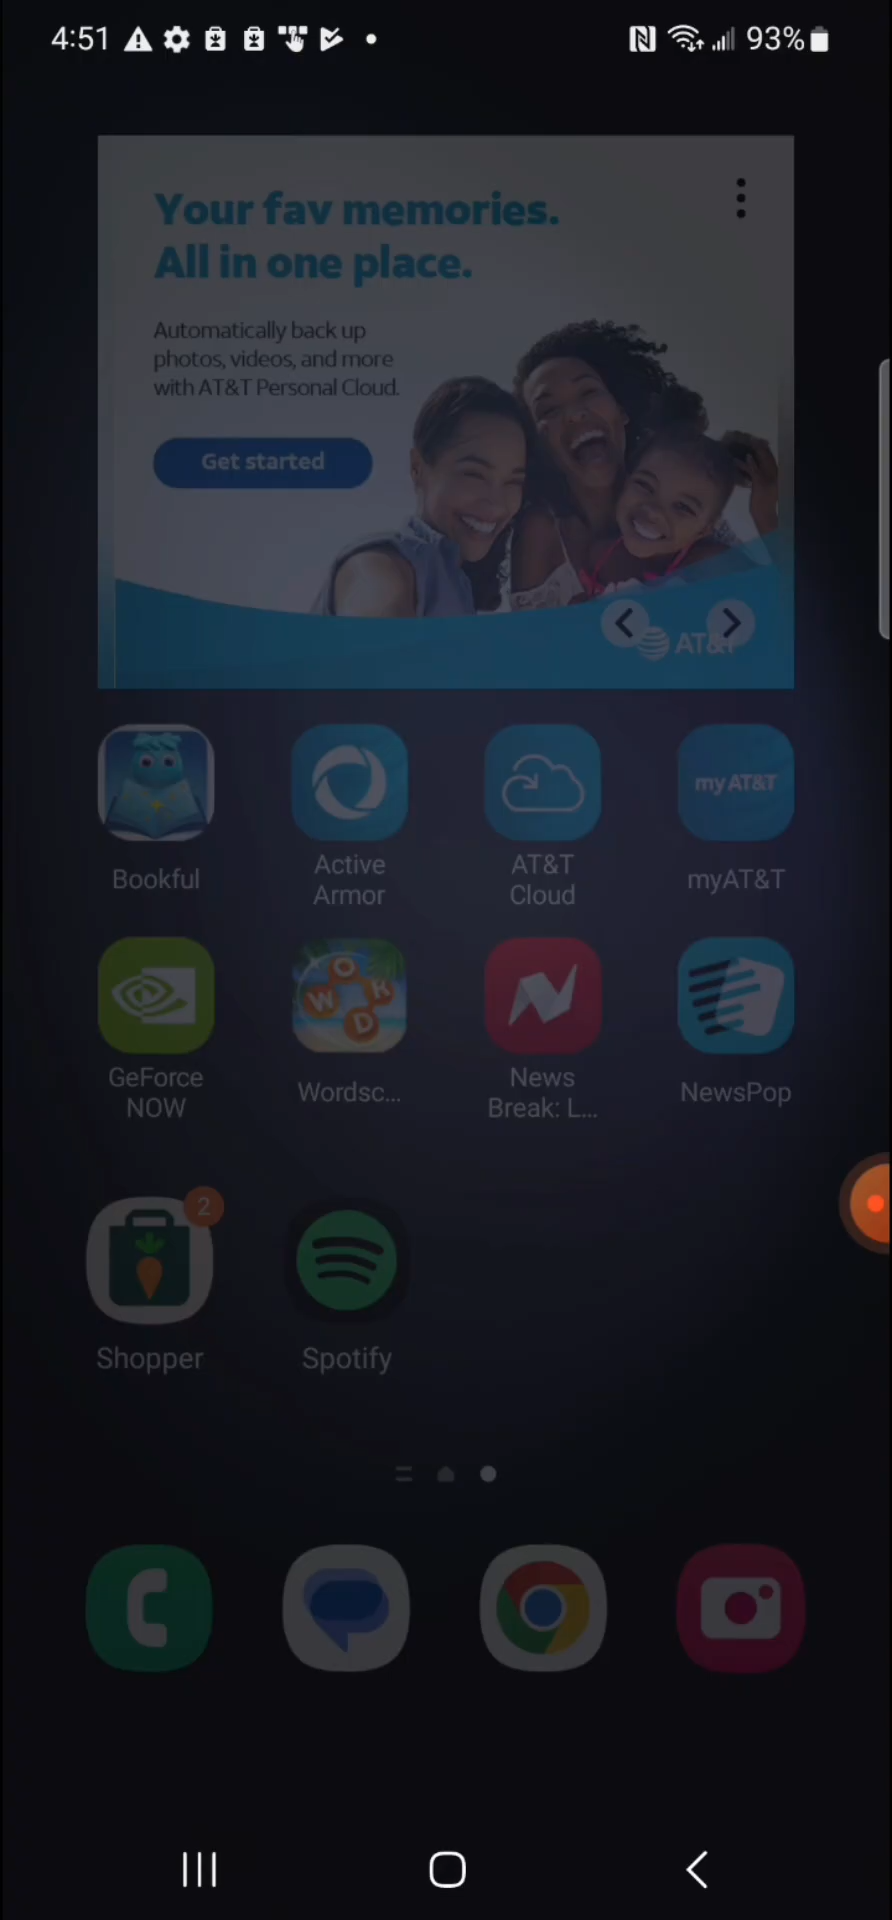 4:51
93%
Your fav memories.
All in one place.
Automatically back up
photos, videos, and more
with AT&T Personal Cloud.
Get started
AT&T
myAT&T
Bookful
Active
Armor
AT&T
Cloud
myAT&T
W O R D
GeForce
NOW
Wordsc...
News
Break: L...
NewsPop
2
Shopper
Spotify